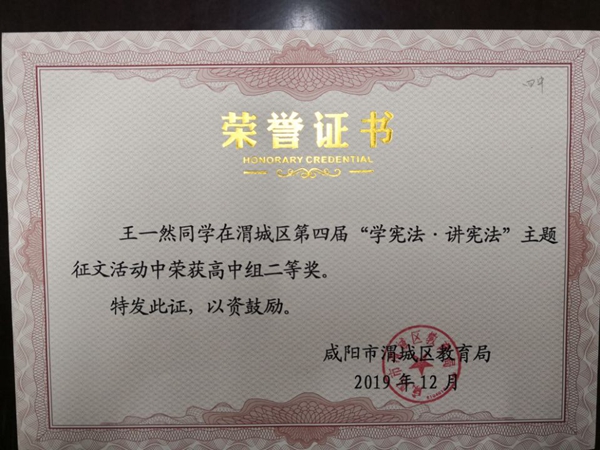 荣誉证书
HONORARY CREDENTIAL
王一然同学在渭城区第四届“学宪法·讲宪法”主题
征文活动中荣获高中组二等奖。
特发此证，以资鼓励。
咸阳市渭城区教育局
2019年12月